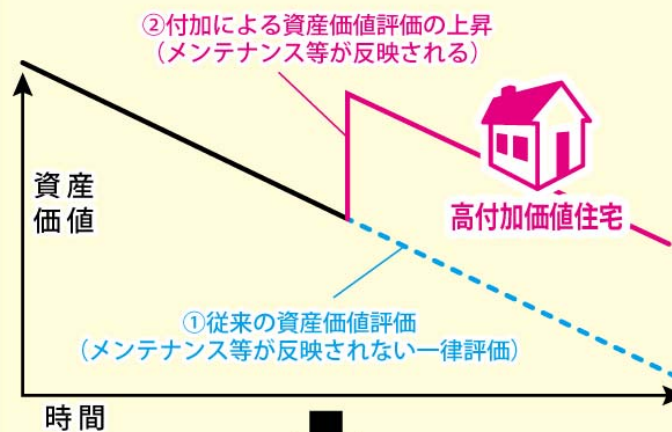 ②付加による資産価値評価の上昇
（メンテナンス等が反映される）
資産
価値
高付加価値住宅
①従来の資産価値評価
（メンテナンス等が反映されない一律評価）
時間